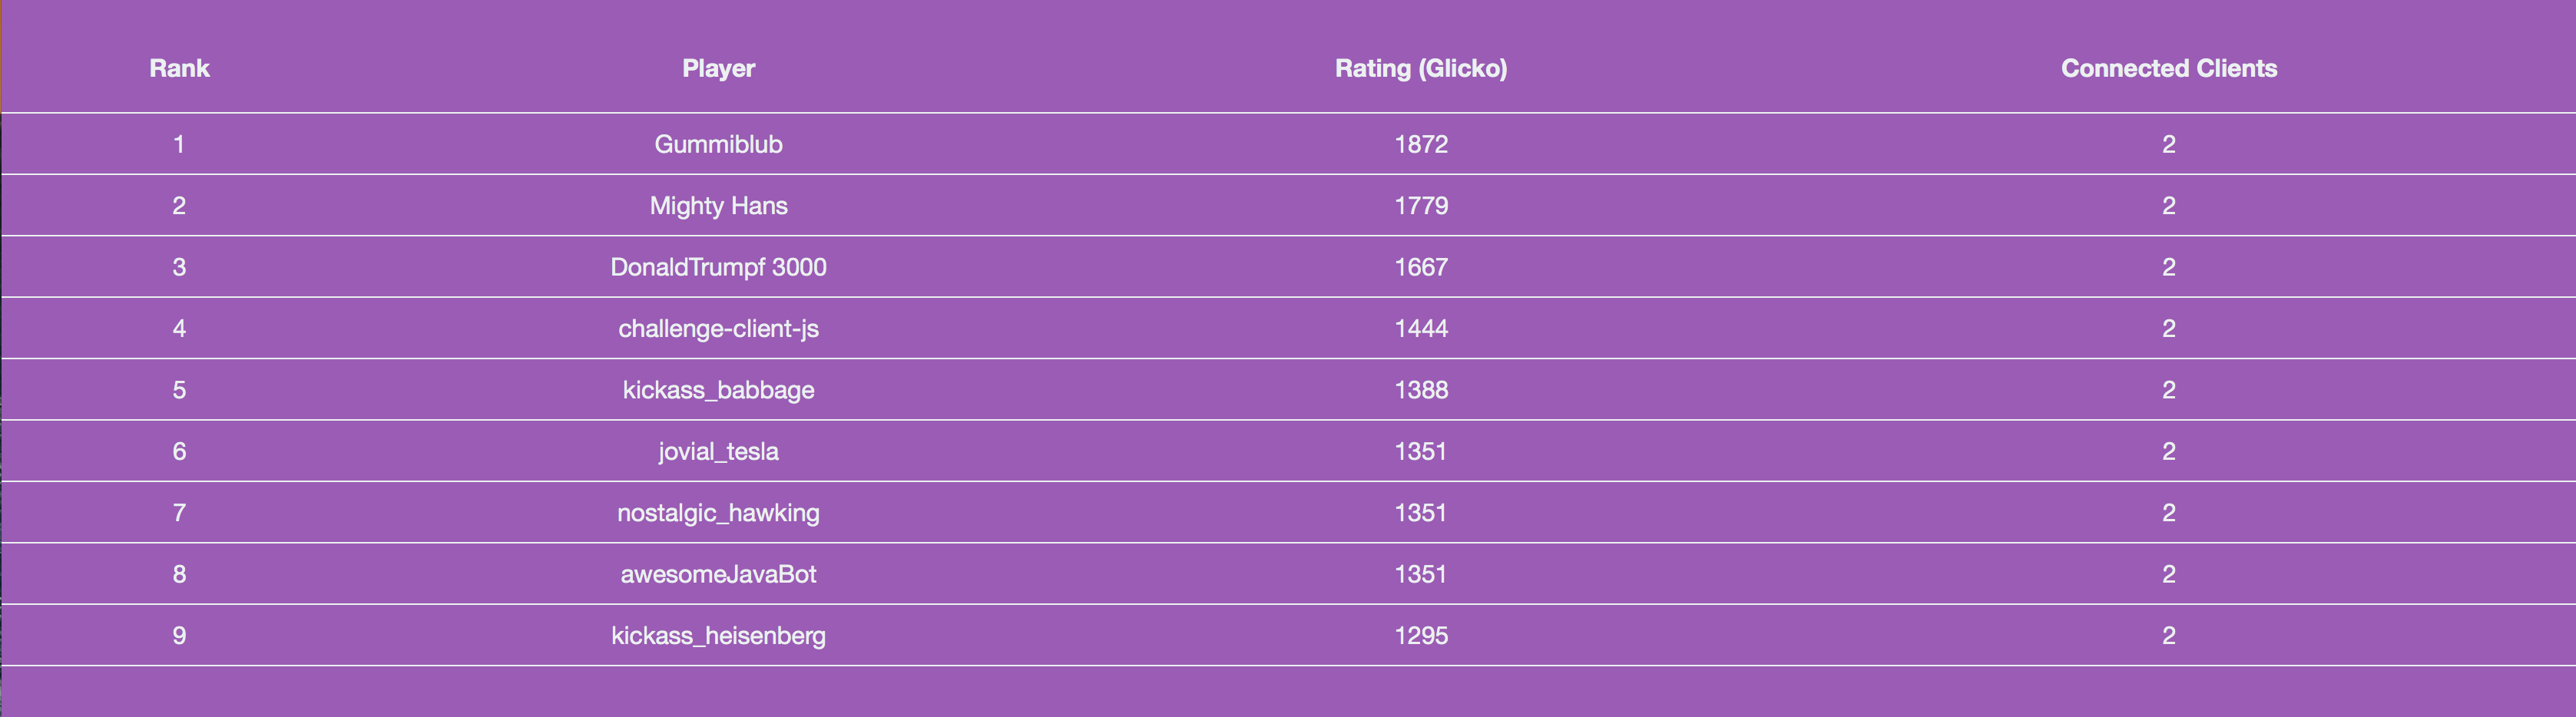 Rank Player Rating (Glicko) Connected Clients
1 Gummiblub 1872 2
2 Mighty Hans 1779 2
3 DonaldTrumpf 3000 1667 2
4 challenge-client-js 1444 2
5 kickass_babbage 1388 2
6 jovial_tesla 1351 2
7 nostalgic_hawking 1351 2
8 awesomeJavaBot 1351 2
9 kickass_heisenberg 1295 2